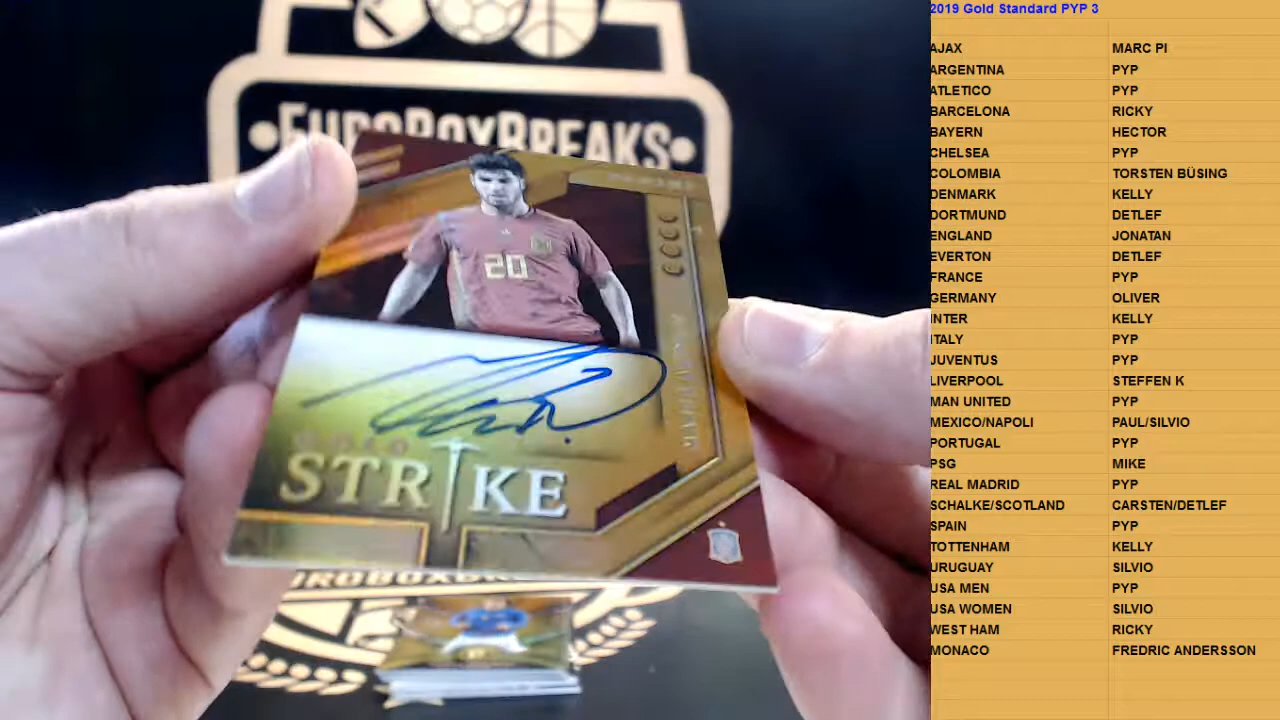 2019 Gold Standard PYP 3
AJAX MARC PI
ARGENTINA PYP
ATLETICO PYP
BARCELONA RICKY
BAYERN HECTOR
CHELSEA PYP
COLOMBIA TORSTEN BÜSING
DENMARK KELLY
DORTMUND DETLEF
ENGLAND JONATAN
EVERTON DETLEF
FRANCE PYP
GERMANY OLIVER
INTER KELLY
ITALY PYP
JUVENTUS PYP
LIVERPOOL STEFFEN K
MAN UNITED PYP
MEXICO/NAPOLI PAUL/SILVIO
PORTUGAL PYP
PSG MIKE
REAL MADRID PYP
SCHALKE/SCOTLAND CARSTEN/DETLEF
SPAIN PYP
TOTTENHAM KELLY
URUGUAY SILVIO
USA MEN PYP
USA WOMEN SILVIO
WEST HAM RICKY
MONACO FREDRIC ANDERSSON
EUROBOXBREAKS
20
GOLD
STRIKE